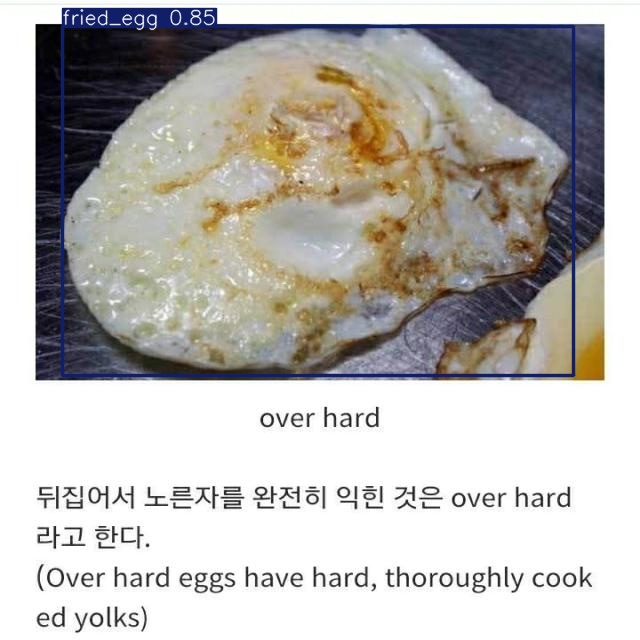 fried_egg 0.85
over hard
뒤집어서 노른자를 완전히 익힌 것은 over hard
라고 한다.
(Over hard eggs have hard, thoroughly cook
ed yolks)